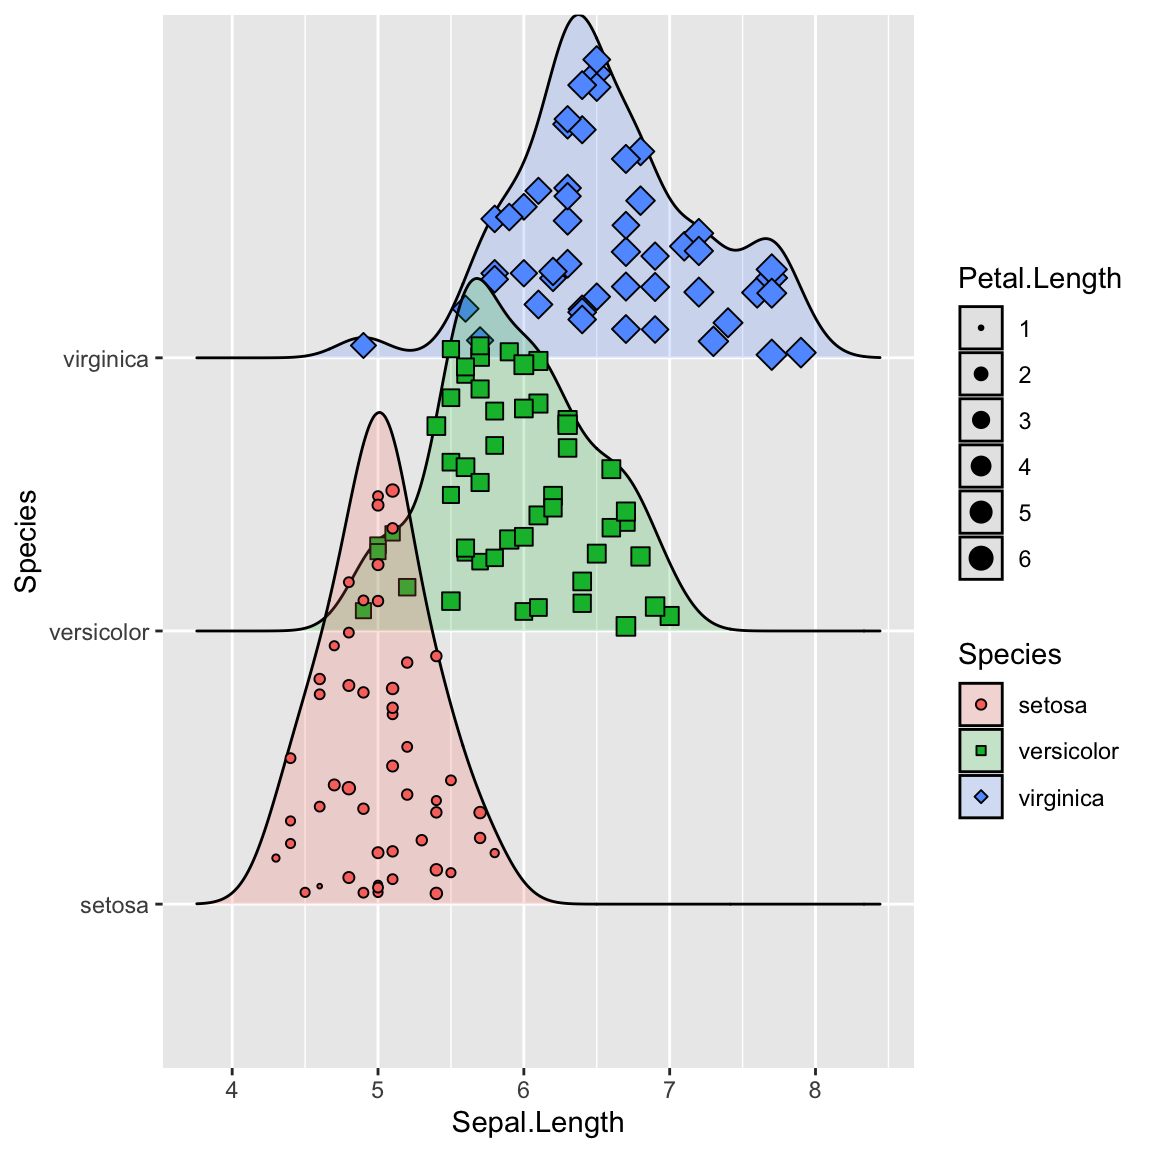 virginica
versicolor
setosa
Species
4 5 6 7 8
Sepal.Length
Petal.Length
1
2
3
4
5
6
Species
setosa
versicolor
virginica